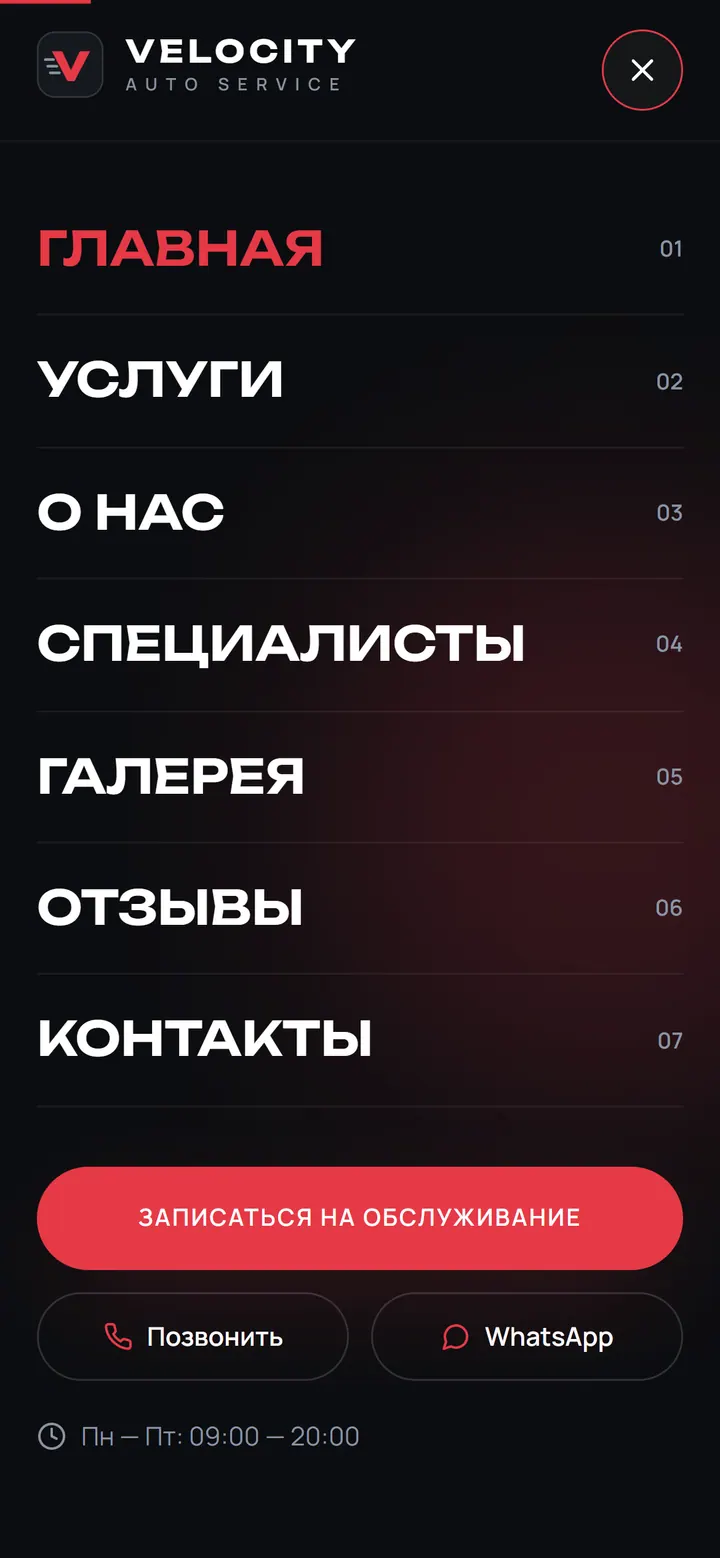 VELOCITY
AUTO SERVICE
ГЛАВНАЯ 01
УСЛУГИ 02
О НАС 03
СПЕЦИАЛИСТЫ 04
ГАЛЕРЕЯ 05
ОТЗЫВЫ 06
КОНТАКТЫ 07
ЗАПИСАТЬСЯ НА ОБСЛУЖИВАНИЕ
Позвонить WhatsApp
Пн — Пт: 09:00 — 20:00